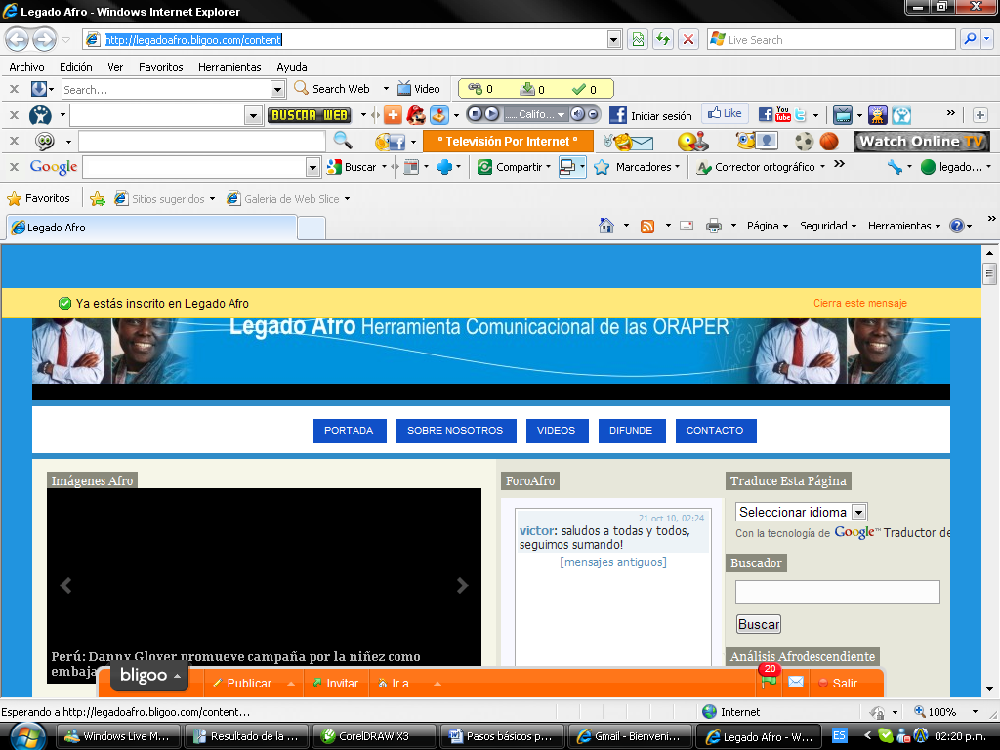 Legado Afro - Windows Internet Explorer
http://legadoafro.bligoo.com/content
Live Search
Archivo Edición Ver Favoritos Herramientas Ayuda
Search... Search Web Video 0 0 0
BUSCAR WEB ..... Califo... Iniciar sesión Like You Tube
" Televisión Por Internet " Watch Online TV
Google Buscar Compartir Marcadores Corrector ortográfico legado...
Favoritos Sitios sugeridos Galería de Web Slice
Legado Afro Página Seguridad Herramientas
Ya estás inscrito en Legado Afro Cierra este mensaje
Legado Afro Herramienta Comunicacional de las ORAPER
PORTADA SOBRE NOSOTROS VIDEOS DIFUNDE CONTACTO
Imágenes Afro
Perú: Danny Glover promueve campaña por la niñez como
embaja
ForoAfro
21 oct 10, 02:24
victor: saludos a todas y todos,
seguimos sumando!
[mensajes antiguos]
Traduce Esta Página
Seleccionar idioma
Con la tecnología de Google™ Traductor de
Buscador
Buscar
Análisis Afrodescendiente
bligoo Publicar Invitar Ir a... 20 Salir
Esperando a http://legadoafro.bligoo.com/content... Internet 100%
Windows Live M... Resultado de la ... CorelDRAW X3 Pasos básicos p... Gmail - Bienveni... Legado Afro - W... ES 02:20 p.m.